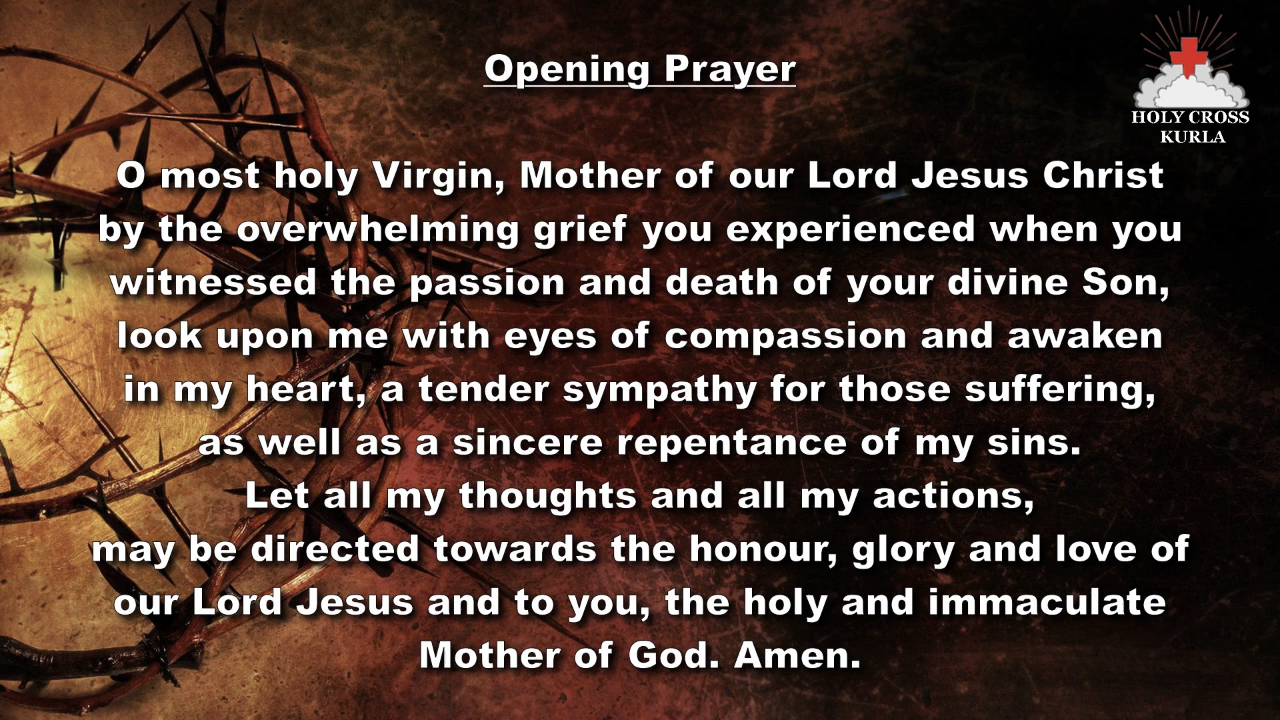 Opening Prayer
HOLY CROSS
KURLA
O most holy Virgin, Mother of our Lord Jesus Christ
by the overwhelming grief you experienced when you
witnessed the passion and death of your divine Son,
look upon me with eyes of compassion and awaken
in my heart, a tender sympathy for those suffering,
as well as a sincere repentance of my sins.
Let all my thoughts and all my actions,
may be directed towards the honour, glory and love of
our Lord Jesus and to you, the holy and immaculate
Mother of God. Amen.